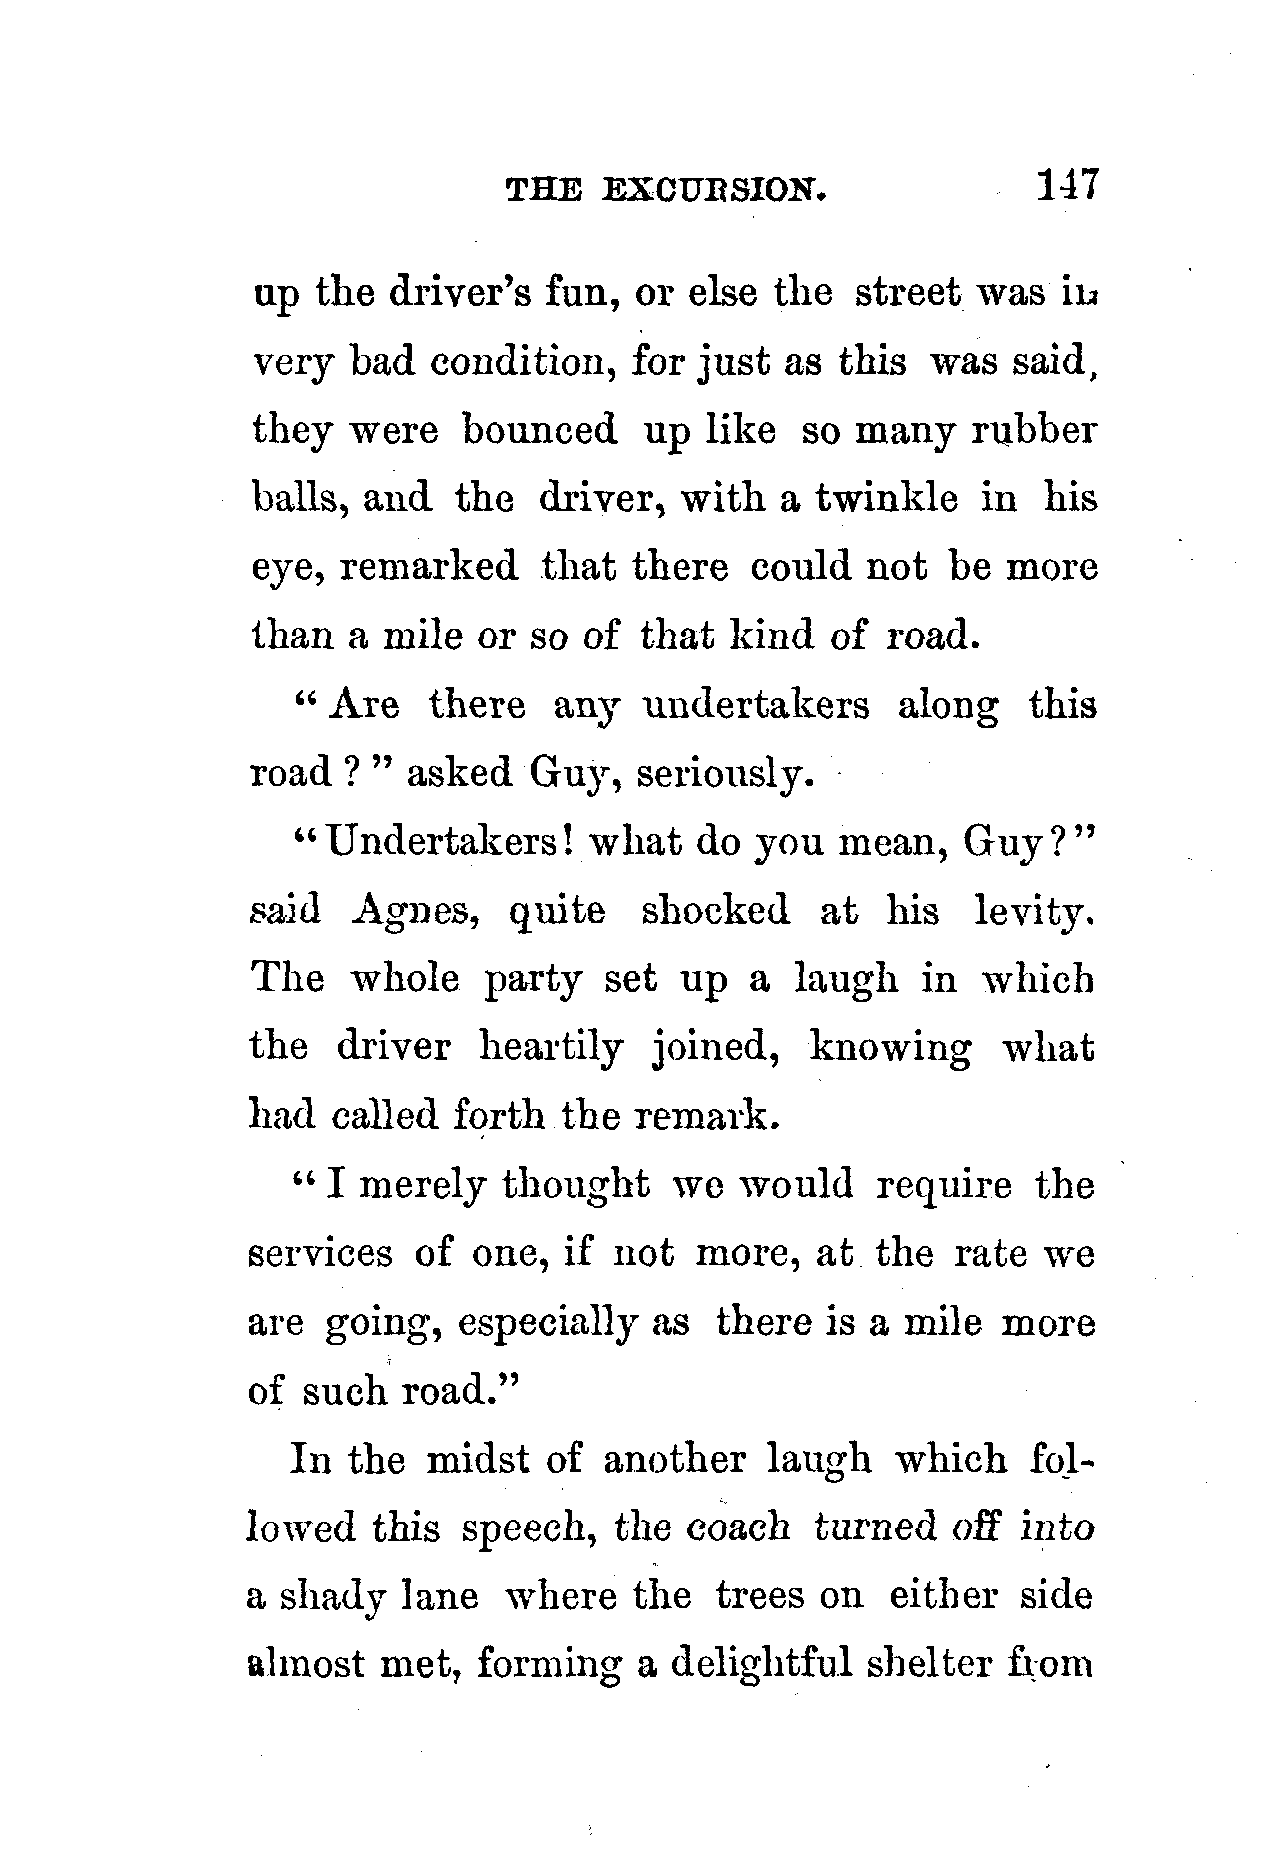 THE EXCURSION. 147
up the driver's fun, or else the street was in
very bad condition, for just as this was said,
they were bounced up like so many rubber
balls, and the driver, with a twinkle in his
eye, remarked that there could not be more
than a mile or so of that kind of road.
“ Are there any undertakers along this
road ? ” asked Guy, seriously.
“ Undertakers! what do you mean, Guy? ”
said Agnes, quite shocked at his levity.
The whole party set up a laugh in which
the driver heartily joined, knowing what
had called forth the remark.
“ I merely thought we would require the
services of one, if not more, at the rate we
are going, especially as there is a mile more
of such road.”
In the midst of another laugh which fol-
lowed this speech, the coach turned off into
a shady lane where the trees on either side
almost met, forming a delightful shelter from